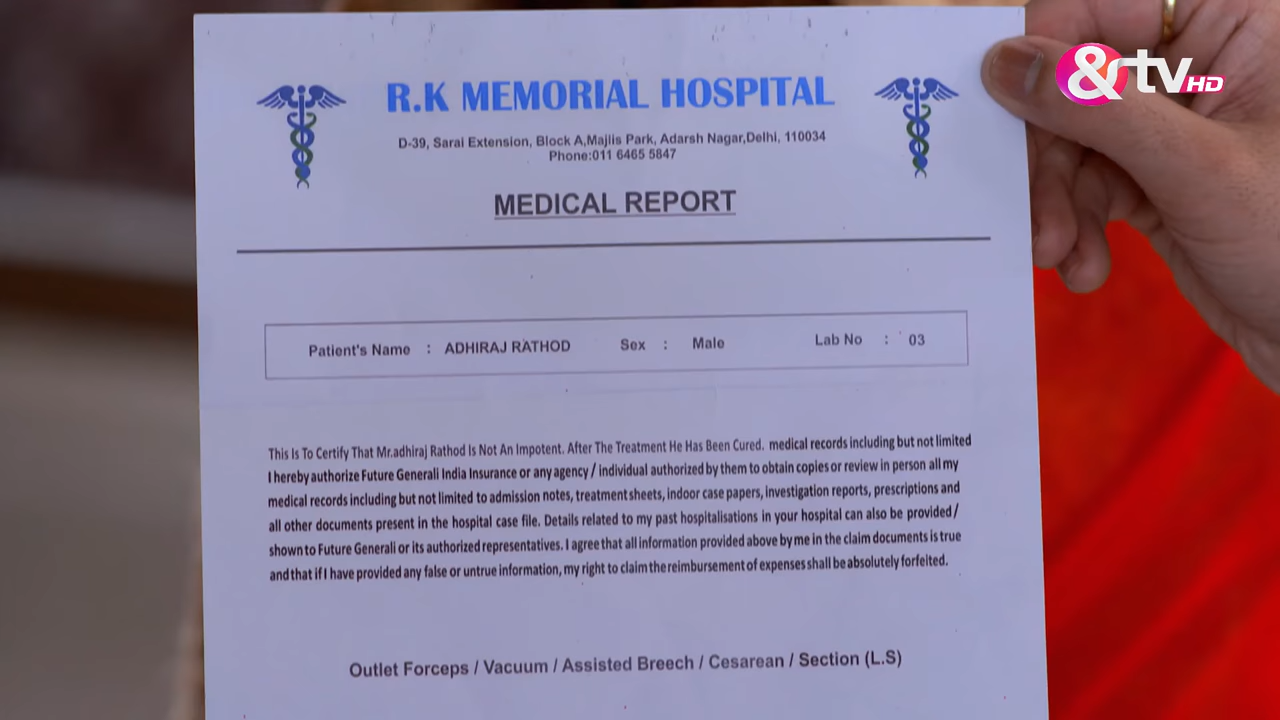 &tv HD
R.K MEMORIAL HOSPITAL
D-39, Sarai Extension, Block A,Majlis Park, Adarsh Nagar,Delhi, 110034
Phone:011 6465 5847
MEDICAL REPORT
Patient's Name : ADHIRAJ RATHOD Sex : Male Lab No : 03
This Is To Certify That Mr.adhiraj Rathod Is Not An Impotent. After The Treatment He Has Been Cured. medical records including but not limited
I hereby authorize Future Generali India Insurance or any agency / individual authorized by them to obtain copies or review in person all my
medical records including but not limited to admission notes, treatment sheets, indoor case papers, investigation reports, prescriptions and
all other documents present in the hospital case file. Details related to my past hospitalisations in your hospital can also be provided /
shown to Future Generali or its authorized representatives. I agree that all information provided above by me in the claim documents is true
and that if I have provided any false or untrue information, my right to claim the reimbursement of expenses shall be absolutely forfeited.
Outlet Forceps / Vacuum / Assisted Breech / Cesarean / Section (L.S)